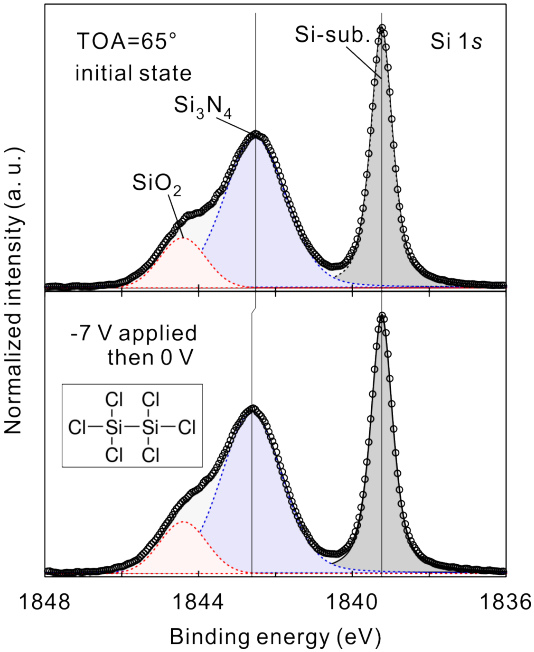 TOA=65°
initial state
Si-sub.
Si 1s
Si₃N₄
SiO₂
Normalized intensity (a. u.)
-7 V applied
then 0 V
Cl Cl
Cl Si Si Cl
Cl Cl
1848 1844 1840 1836
Binding energy (eV)